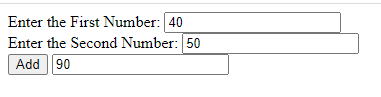 Enter the First Number: 40
Enter the Second Number: 50
Add 90